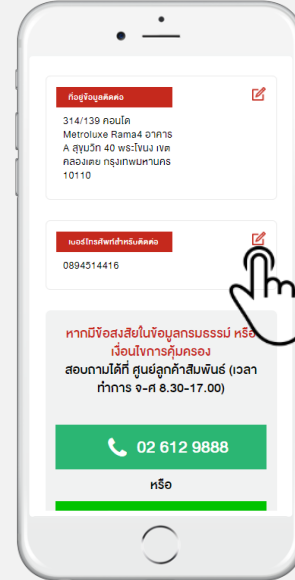 ที่อยู่ข้อมูลติดต่อ
314/139 คอนโด
Metroluxe Rama4 อาคาร
A สุขุมวิท 40 พระโขนง เขต
คลองเตย กรุงเทพมหานคร
10110
เบอร์โทรศัพท์สำหรับติดต่อ
0894514416
หากมีข้อสงสัยในข้อมูลกรมธรรม์ หรือ
เงื่อนไขการคุ้มครอง
สอบถามได้ที่ ศูนย์ลูกค้าสัมพันธ์ (เวลา
ทำการ จ-ศ 8.30-17.00)
02 612 9888
หรือ